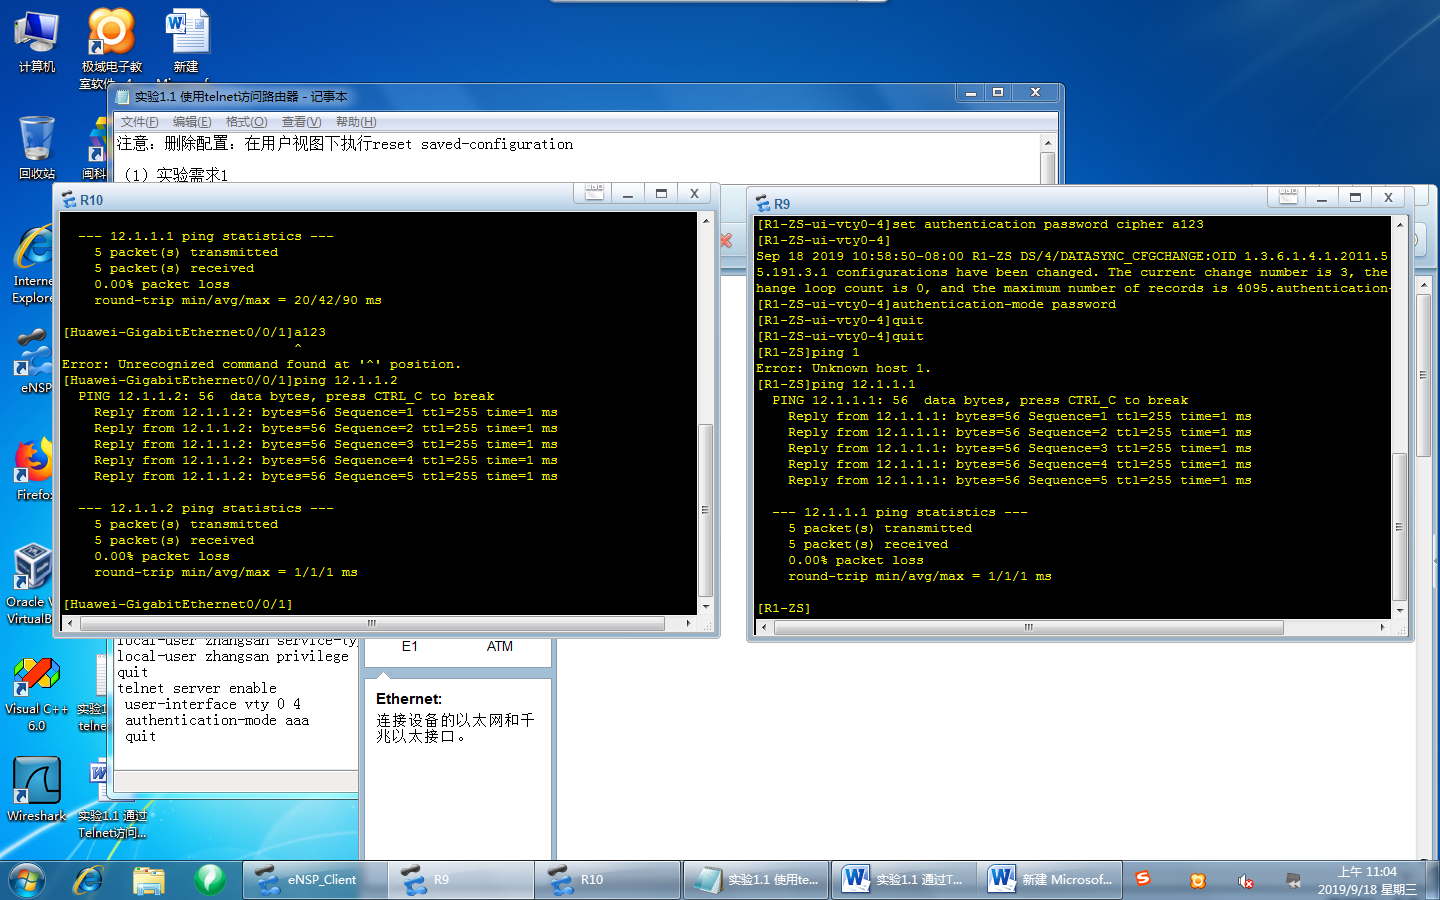 计算机
极域电子教
室软件
新建
回收站
Firefox
eNSP
Visual C++
6.0
Wireshark
实验1.1 通过
Telnet访问...
实验1.1 使用telnet访问路由器 - 记事本
文件(F) 编辑(E) 格式(O) 查看(V) 帮助(H)
注意: 删除配置: 在用户视图下执行reset saved-configuration
（1）实验需求1
R10
--- 12.1.1.1 ping statistics ---
5 packet(s) transmitted
5 packet(s) received
0.00% packet loss
round-trip min/avg/max = 20/42/90 ms
[Huawei-GigabitEthernet0/0/1]a123
^
Error: Unrecognized command found at '^' position.
[Huawei-GigabitEthernet0/0/1]ping 12.1.1.2
PING 12.1.1.2: 56  data bytes, press CTRL_C to break
Reply from 12.1.1.2: bytes=56 Sequence=1 ttl=255 time=1 ms
Reply from 12.1.1.2: bytes=56 Sequence=2 ttl=255 time=1 ms
Reply from 12.1.1.2: bytes=56 Sequence=3 ttl=255 time=1 ms
Reply from 12.1.1.2: bytes=56 Sequence=4 ttl=255 time=1 ms
Reply from 12.1.1.2: bytes=56 Sequence=5 ttl=255 time=1 ms
--- 12.1.1.2 ping statistics ---
5 packet(s) transmitted
5 packet(s) received
0.00% packet loss
round-trip min/avg/max = 1/1/1 ms
[Huawei-GigabitEthernet0/0/1]
R9
[R1-ZS-ui-vty0-4]set authentication password cipher a123
[R1-ZS-ui-vty0-4]
Sep 18 2019 10:58:50-08:00 R1-ZS DS/4/DATASYNC_CFGCHANGE:OID 1.3.6.1.4.1.2011.5
5.191.3.1 configurations have been changed. The current change number is 3, the
hange loop count is 0, and the maximum number of records is 4095.authentication-
[R1-ZS-ui-vty0-4]authentication-mode password
[R1-ZS-ui-vty0-4]quit
[R1-ZS-ui-vty0-4]quit
[R1-ZS]ping 1
Error: Unknown host 1.
[R1-ZS]ping 12.1.1.1
PING 12.1.1.1: 56  data bytes, press CTRL_C to break
Reply from 12.1.1.1: bytes=56 Sequence=1 ttl=255 time=1 ms
Reply from 12.1.1.1: bytes=56 Sequence=2 ttl=255 time=1 ms
Reply from 12.1.1.1: bytes=56 Sequence=3 ttl=255 time=1 ms
Reply from 12.1.1.1: bytes=56 Sequence=4 ttl=255 time=1 ms
Reply from 12.1.1.1: bytes=56 Sequence=5 ttl=255 time=1 ms
--- 12.1.1.1 ping statistics ---
5 packet(s) transmitted
5 packet(s) received
0.00% packet loss
round-trip min/avg/max = 1/1/1 ms
[R1-ZS]
local-user zhangsan service-ty
local-user zhangsan privilege
quit
telnet server enable
user-interface vty 0 4
authentication-mode aaa
quit
E1 ATM
Ethernet:
连接设备的以太网和千
兆以太接口。
eNSP_Client
R9
R10
实验1.1 使用te...
实验1.1 通过T...
新建 Microsof...
上午 11:04
2019/9/18 星期三